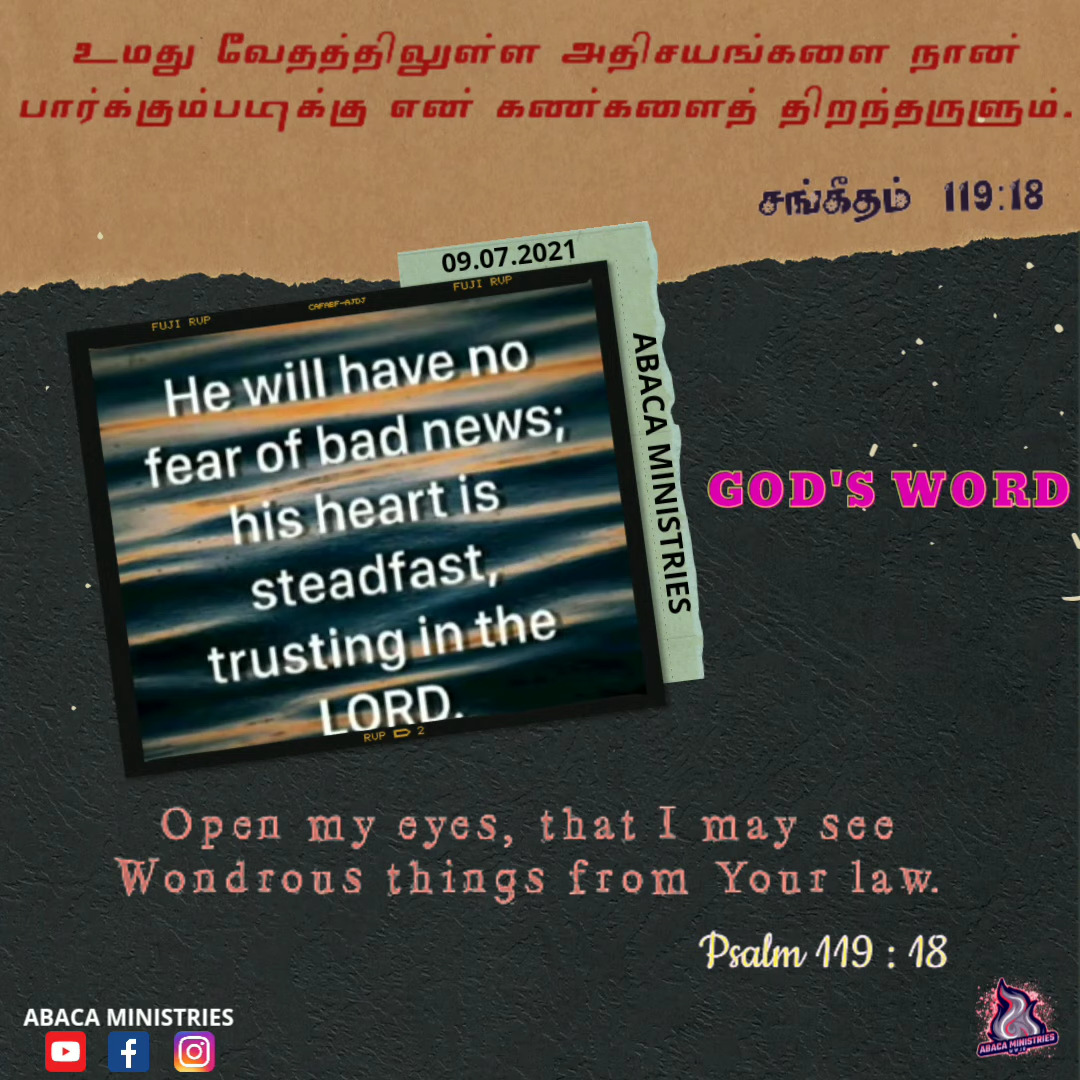 உமது வேதத்திலுள்ள அதிசயங்களை நான்
பார்க்கும்படிக்கு என் கண்களைத் திறந்தருளும்.
சங்கீதம் 119:18
09.07.2021
FUJI RVP
CAFAEF-AJDJ
FUJI RVP
He will have no
fear of bad news;
his heart is
steadfast,
trusting in the
LORD.
RVP 2
ABACA MINISTRIES
GOD'S WORD
Open my eyes, that I may see
Wondrous things from Your law.
Psalm 119 : 18
ABACA MINISTRIES
ABACA MINISTRIES